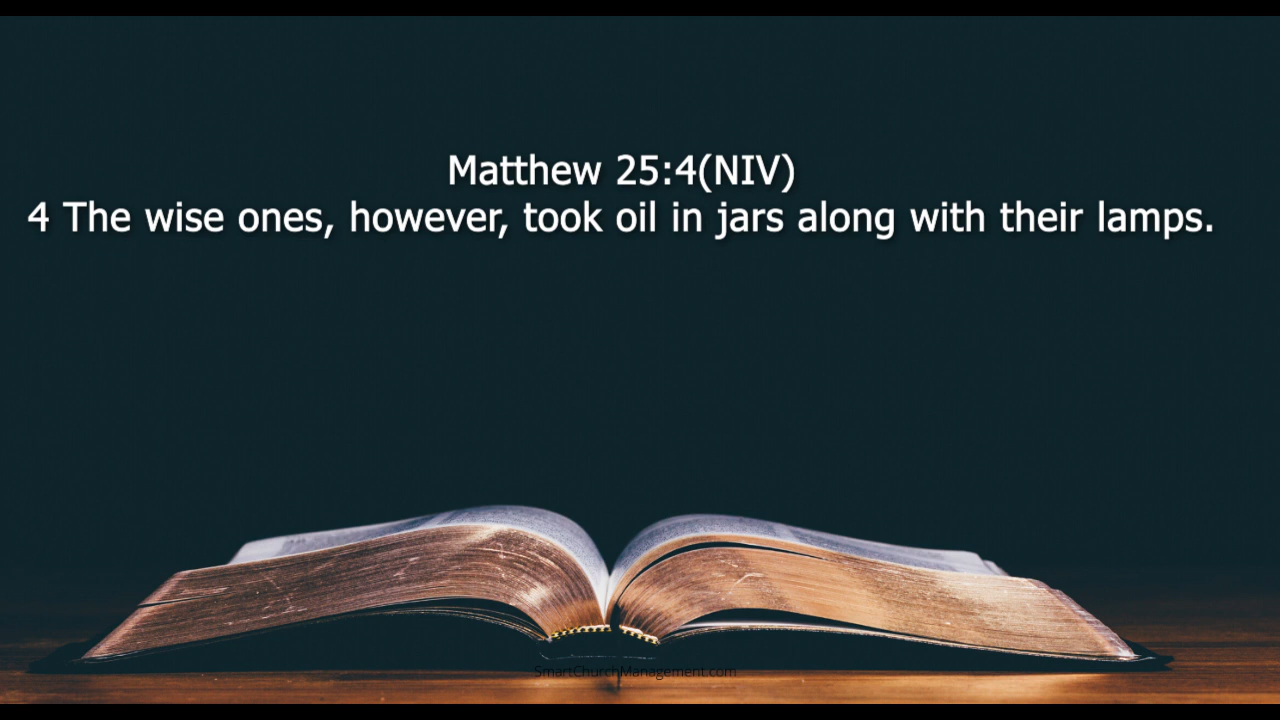 Matthew 25:4(NIV)
4 The wise ones, however, took oil in jars along with their lamps.
SmartChurchManagement.com